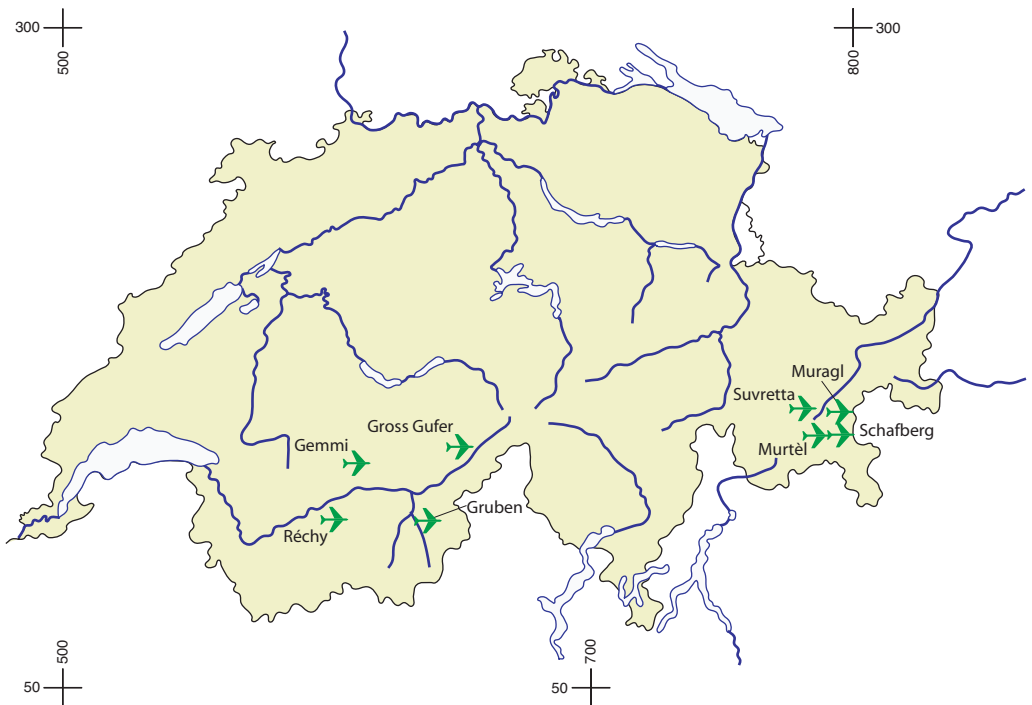 300
500
800
300
Muragl
Suvretta
Gross Gufer
Schafberg
Gemmi
Murtèl
Gruben
Réchy
500
700
50
50